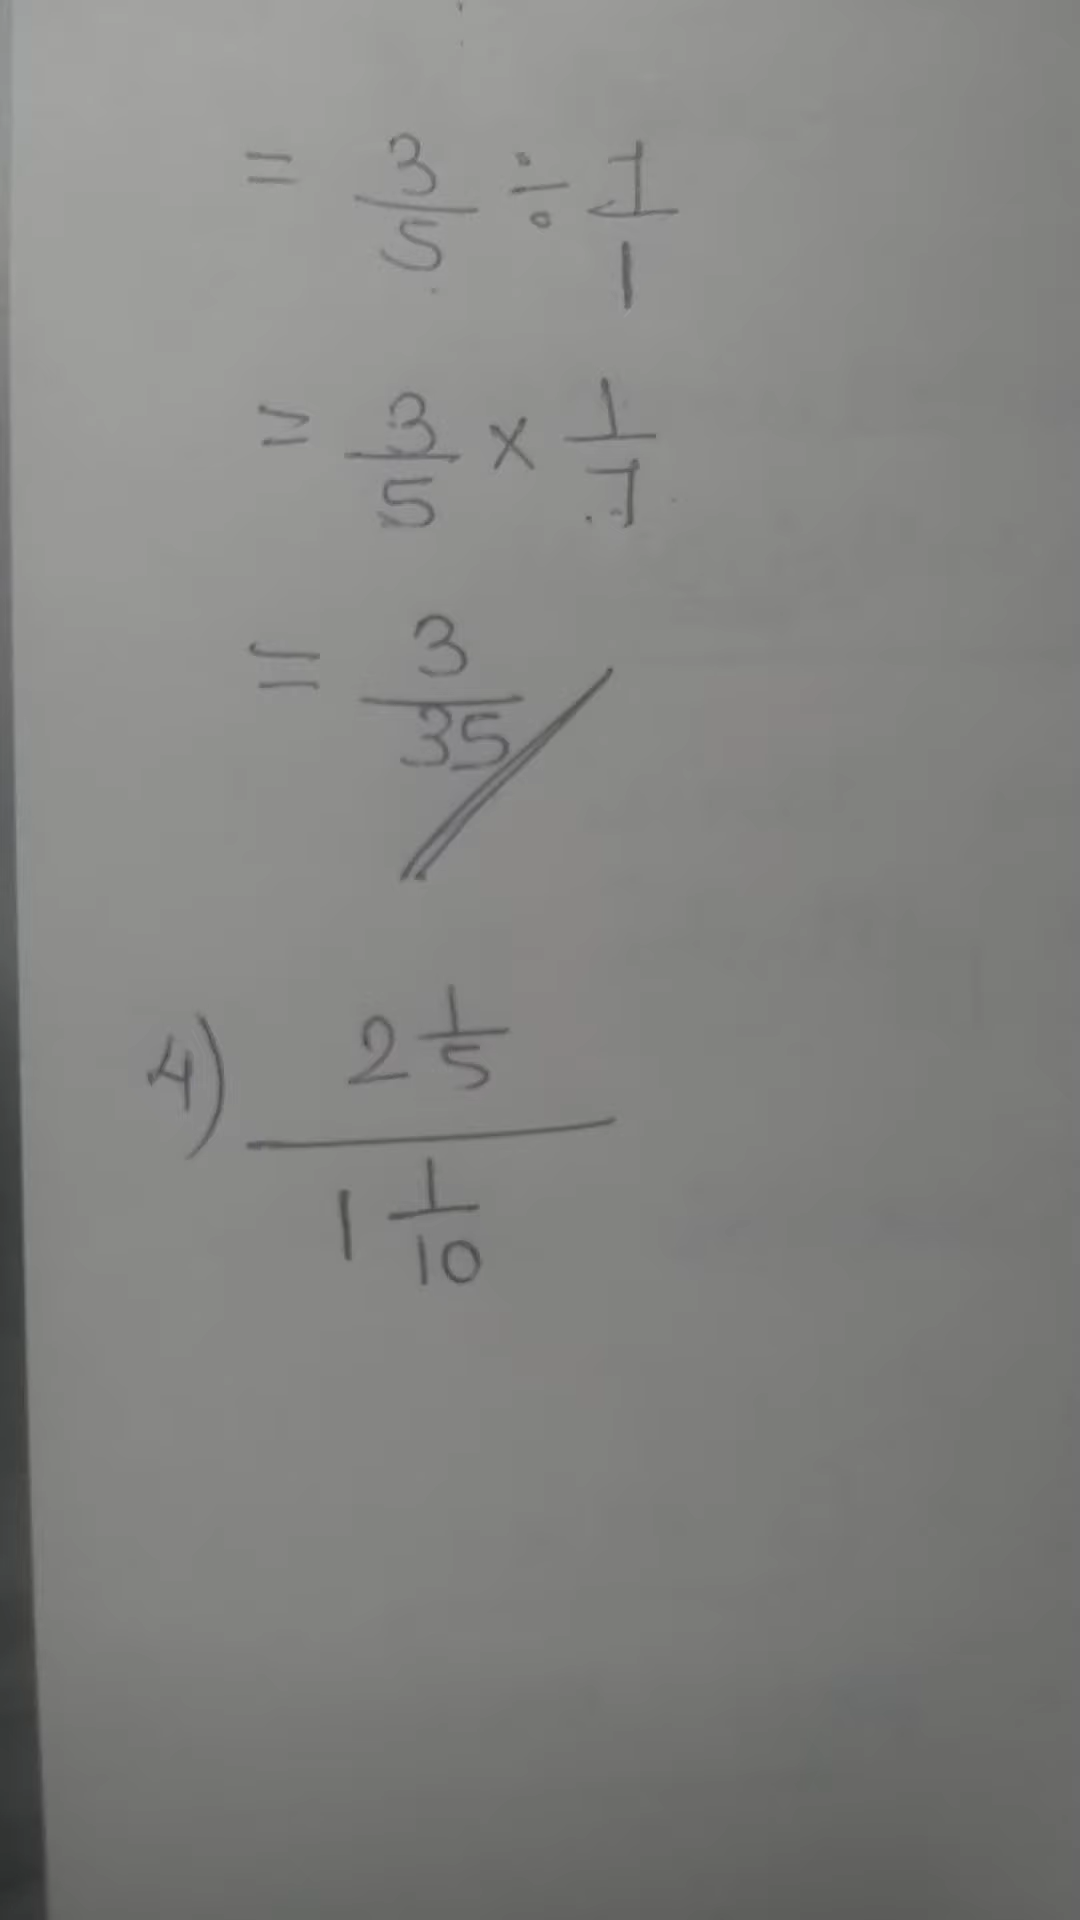 = 3/5 ÷ 7/1
= 3/5 × 1/7
= 3/35
4) 2 1/5 / 1 1/10